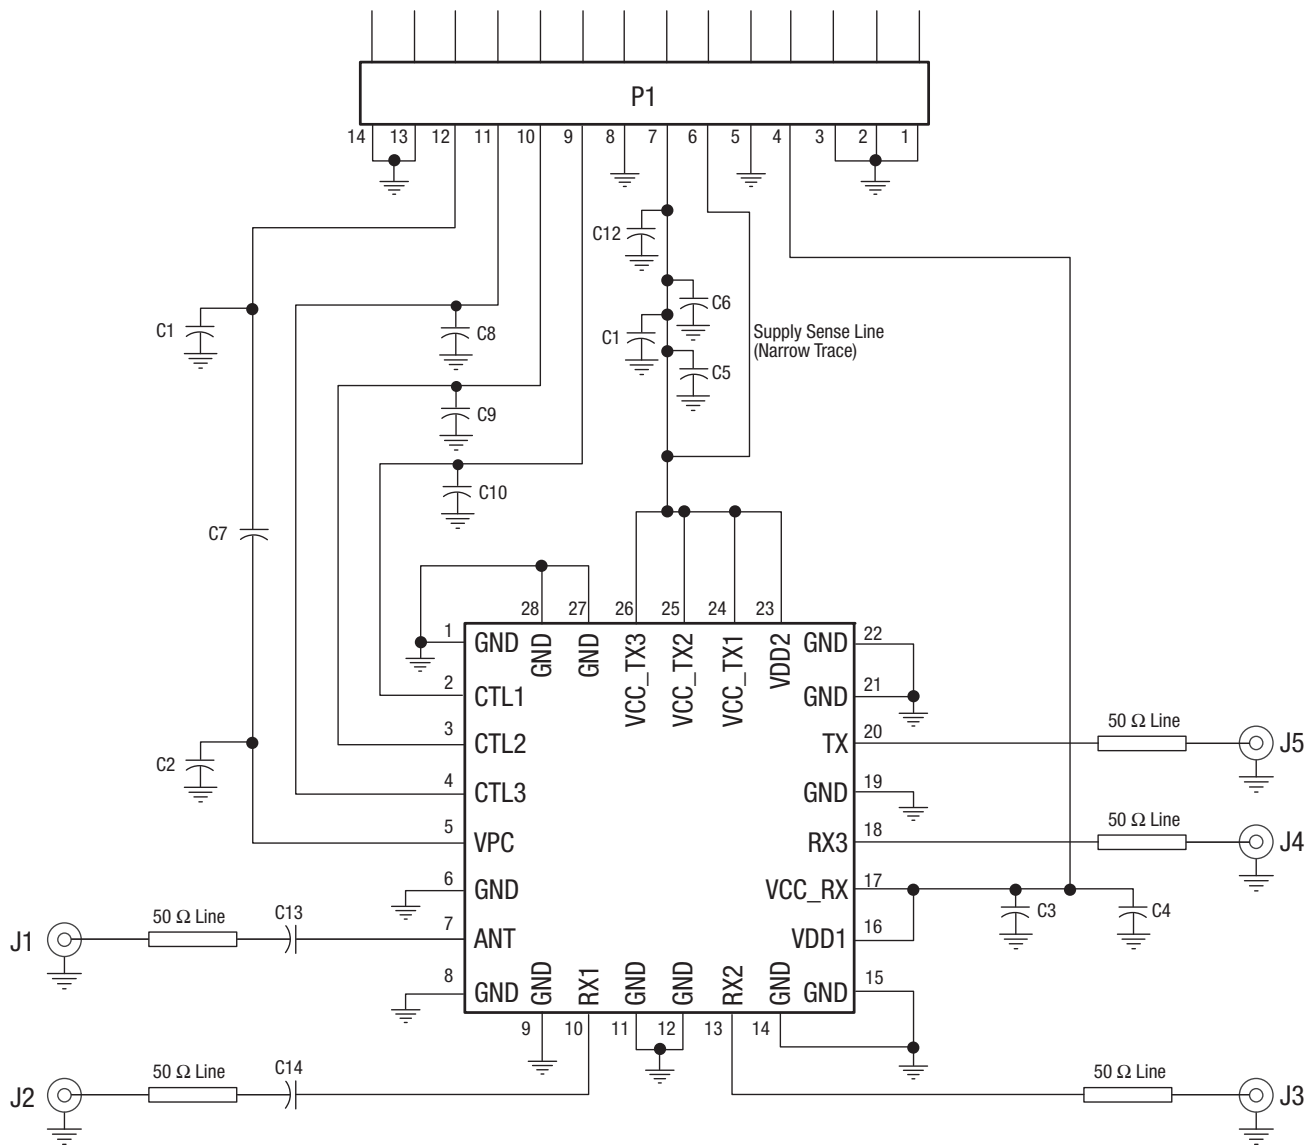 P1
14 13 12 11 10 9 8 7 6 5 4 3 2 1
C12
C6
C1
C8
C1
Supply Sense Line
(Narrow Trace)
C5
C9
C10
C7
28 27 26 25 24 23
1 GND
GND
GND
VCC_TX3
VCC_TX2
VCC_TX1
VDD2
GND 22
2 CTL1
GND 21
3 CTL2
TX 20
50 Ω Line
J5
C2
4 CTL3
GND 19
5 VPC
RX3 18
50 Ω Line
J4
6 GND
VCC_RX 17
C3
C4
J1
50 Ω Line
C13
7 ANT
VDD1 16
8 GND
GND
RX1
GND
GND
RX2
GND
GND 15
9 10 11 12 13 14
J2
50 Ω Line
C14
50 Ω Line
J3